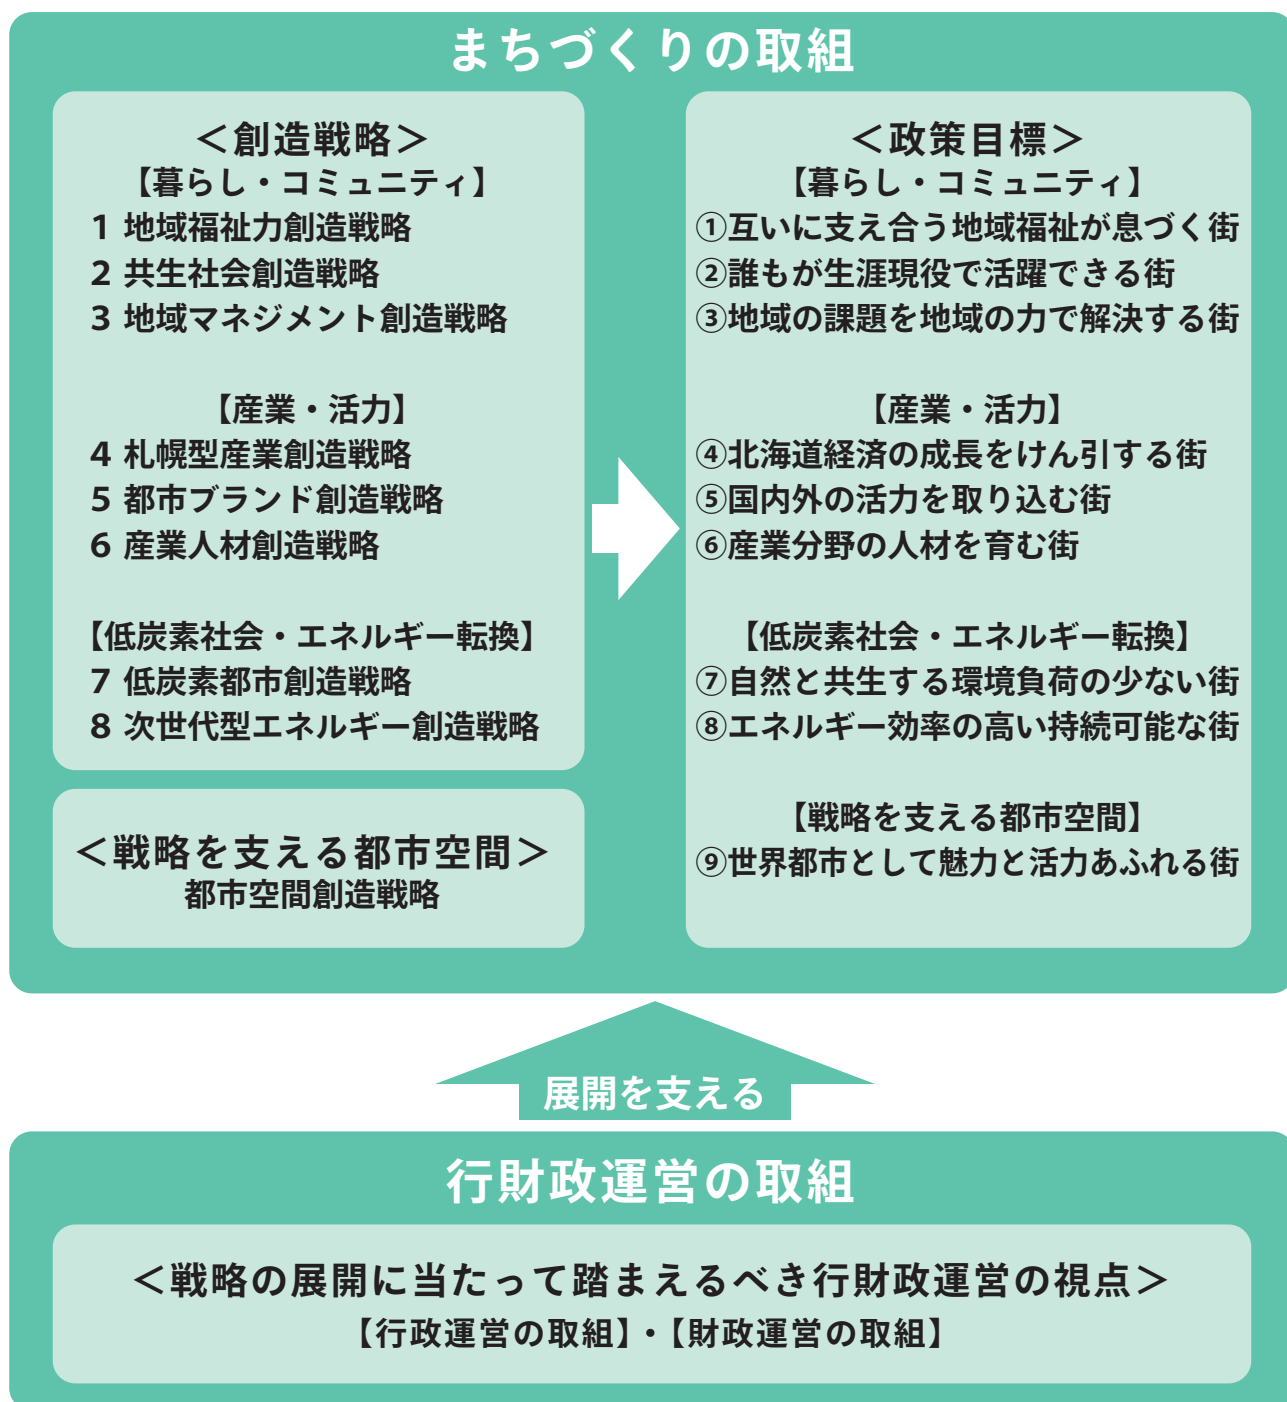 まちづくりの取組
＜創造戦略＞
【暮らし・コミュニティ】
1 地域福祉力創造戦略
2 共生社会創造戦略
3 地域マネジメント創造戦略
【産業・活力】
4 札幌型産業創造戦略
5 都市ブランド創造戦略
6 産業人材創造戦略
【低炭素社会・エネルギー転換】
7 低炭素都市創造戦略
8 次世代型エネルギー創造戦略
＜戦略を支える都市空間＞
都市空間創造戦略
＜政策目標＞
【暮らし・コミュニティ】
①互いに支え合う地域福祉が息づく街
②誰もが生涯現役で活躍できる街
③地域の課題を地域の力で解決する街
【産業・活力】
④北海道経済の成長をけん引する街
⑤国内外の活力を取り込む街
⑥産業分野の人材を育む街
【低炭素社会・エネルギー転換】
⑦自然と共生する環境負荷の少ない街
⑧エネルギー効率の高い持続可能な街
【戦略を支える都市空間】
⑨世界都市として魅力と活力あふれる街
展開を支える
行財政運営の取組
＜戦略の展開に当たって踏まえるべき行財政運営の視点＞
【行政運営の取組】・【財政運営の取組】